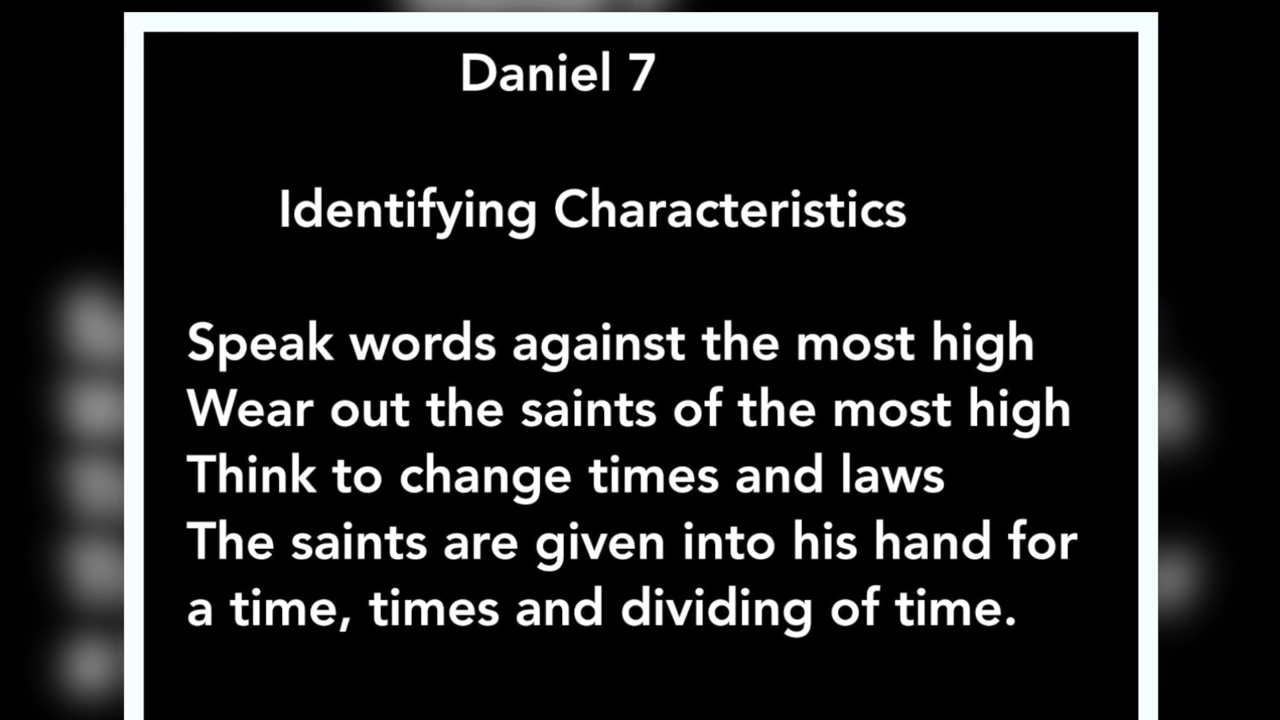 Daniel 7
Identifying Characteristics
Speak words against the most high
Wear out the saints of the most high
Think to change times and laws
The saints are given into his hand for
a time, times and dividing of time.